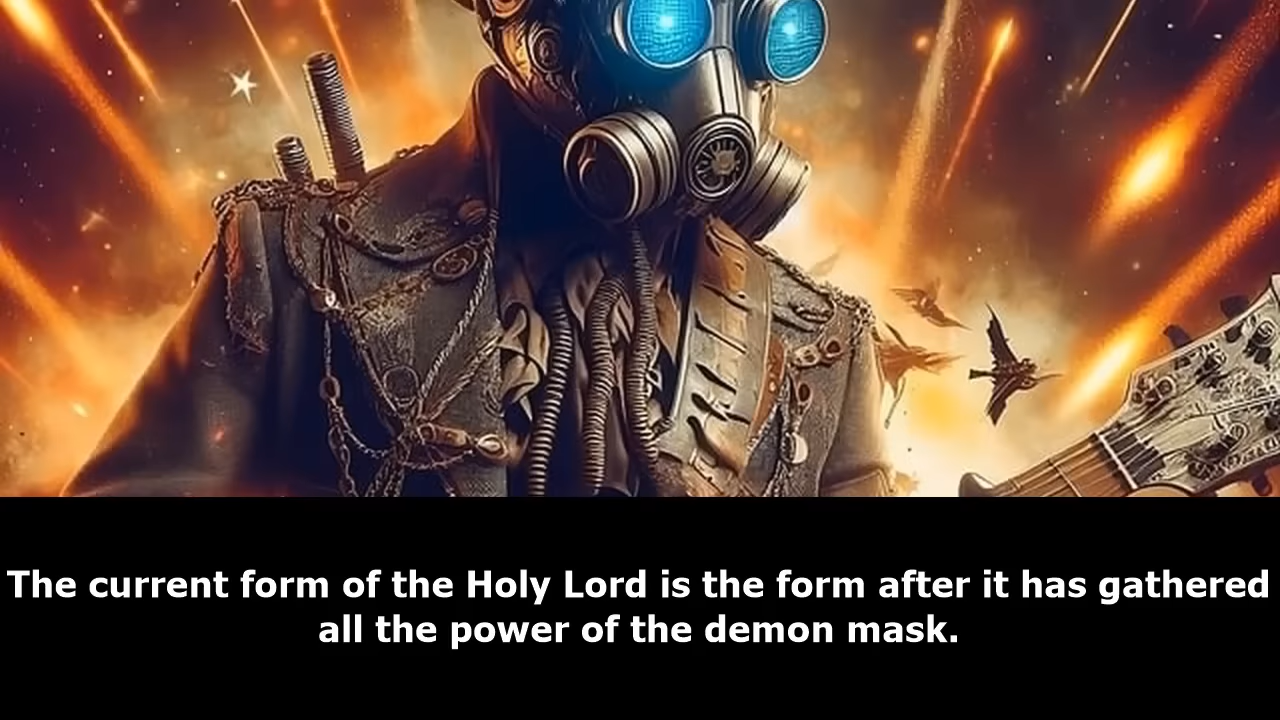 The current form of the Holy Lord is the form after it has gathered
all the power of the demon mask.